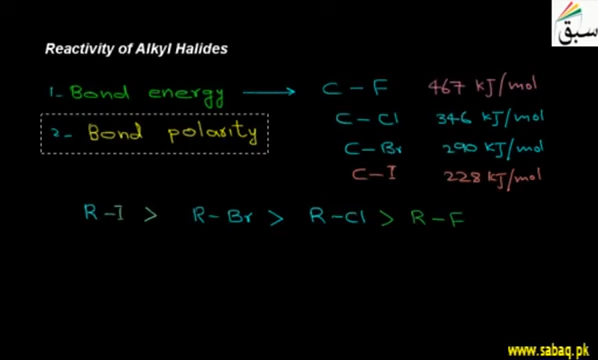 Reactivity of Alkyl Halides
سبق
1- Bond energy → C - F 467 KJ/mol
2- Bond polarity C - Cl 346 KJ/mol
C - Br 290 KJ/mol
C - I 228 KJ/mol
R - I > R - Br > R - Cl > R - F
www.sabaq.pk